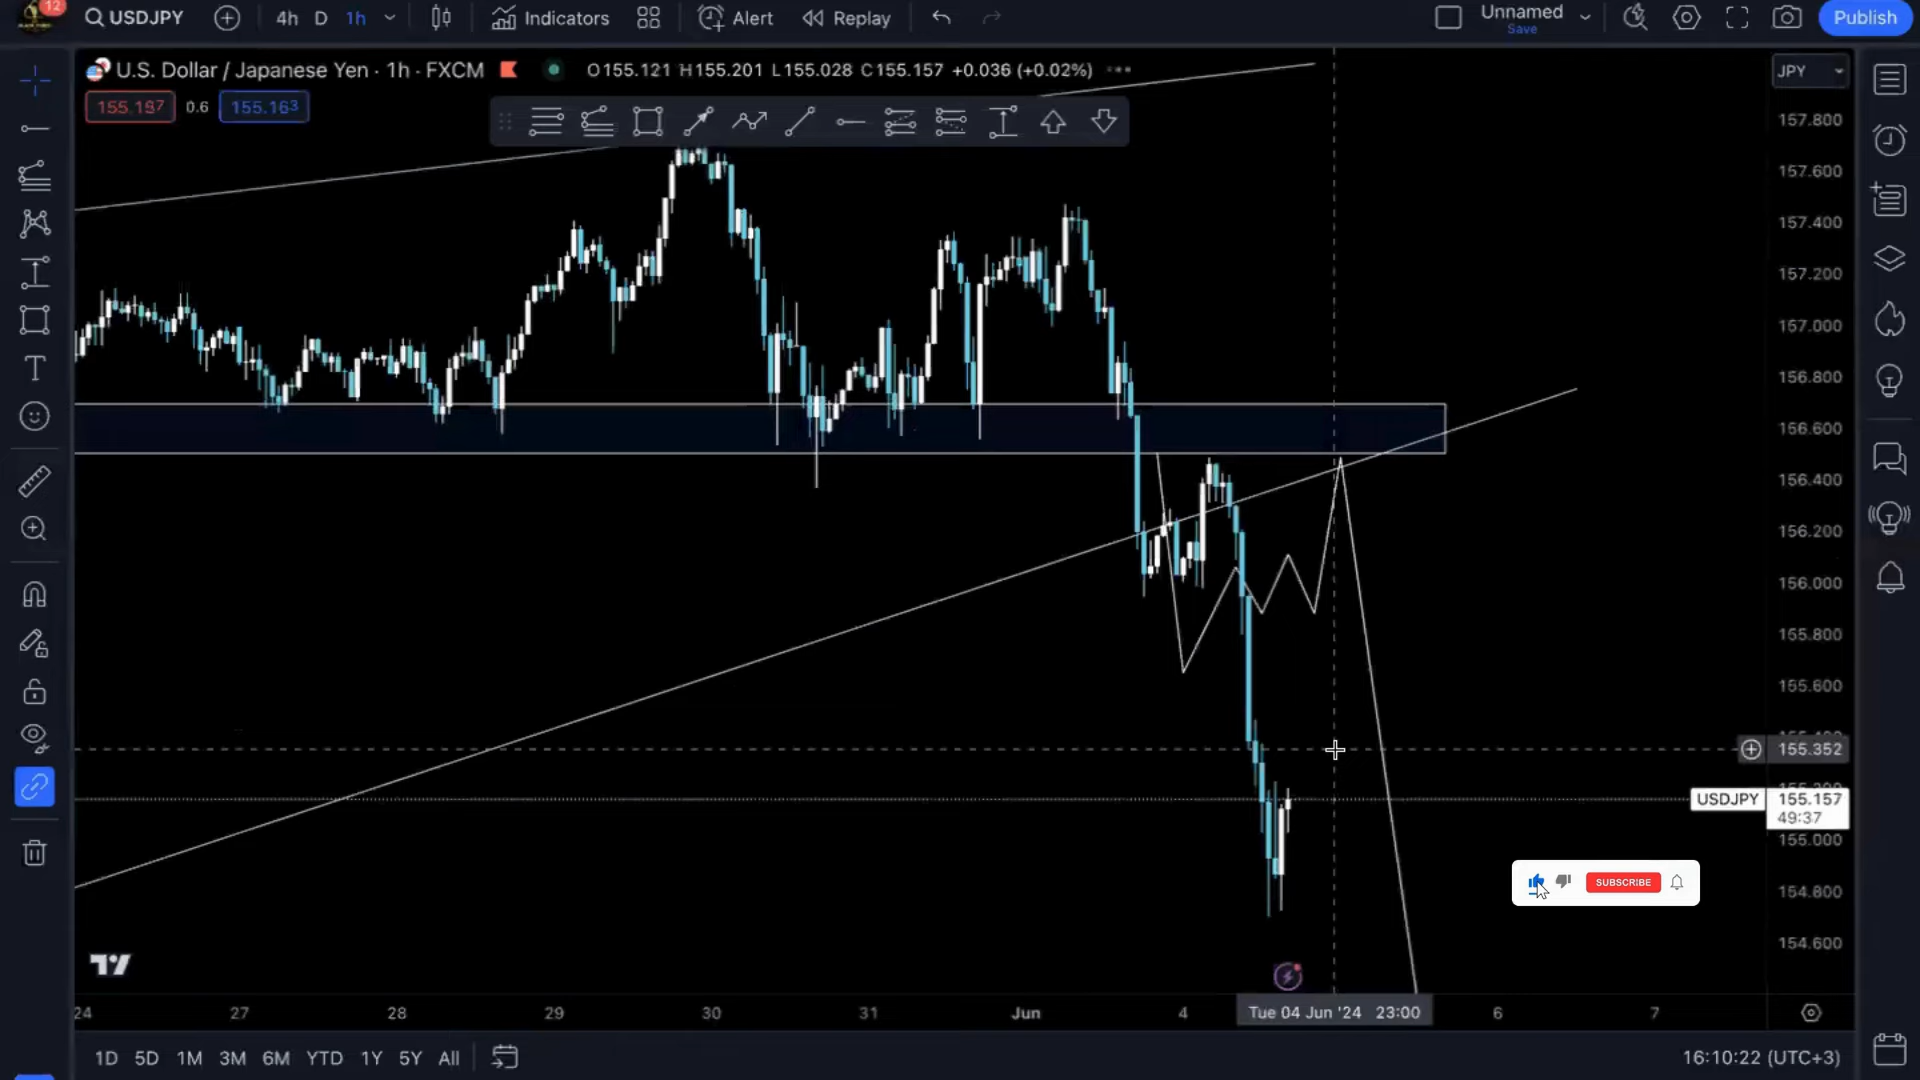 12
USDJPY
4h D 1h
Indicators
Alert
Replay
Unnamed
Save
Publish
U.S. Dollar / Japanese Yen · 1h · FXCM
O155.121 H155.201 L155.028 C155.157 +0.036 (+0.02%)
JPY
155.157
0.6
155.163
157.800
157.600
157.400
157.200
157.000
156.800
156.600
156.400
156.200
156.000
155.800
155.600
155.352
USDJPY
155.157
49:37
155.000
154.800
SUBSCRIBE
154.600
24 27 28 29 30 31 Jun 4 Tue 04 Jun '24 23:00 6 7
1D 5D 1M 3M 6M YTD 1Y 5Y All
16:10:22 (UTC+3)